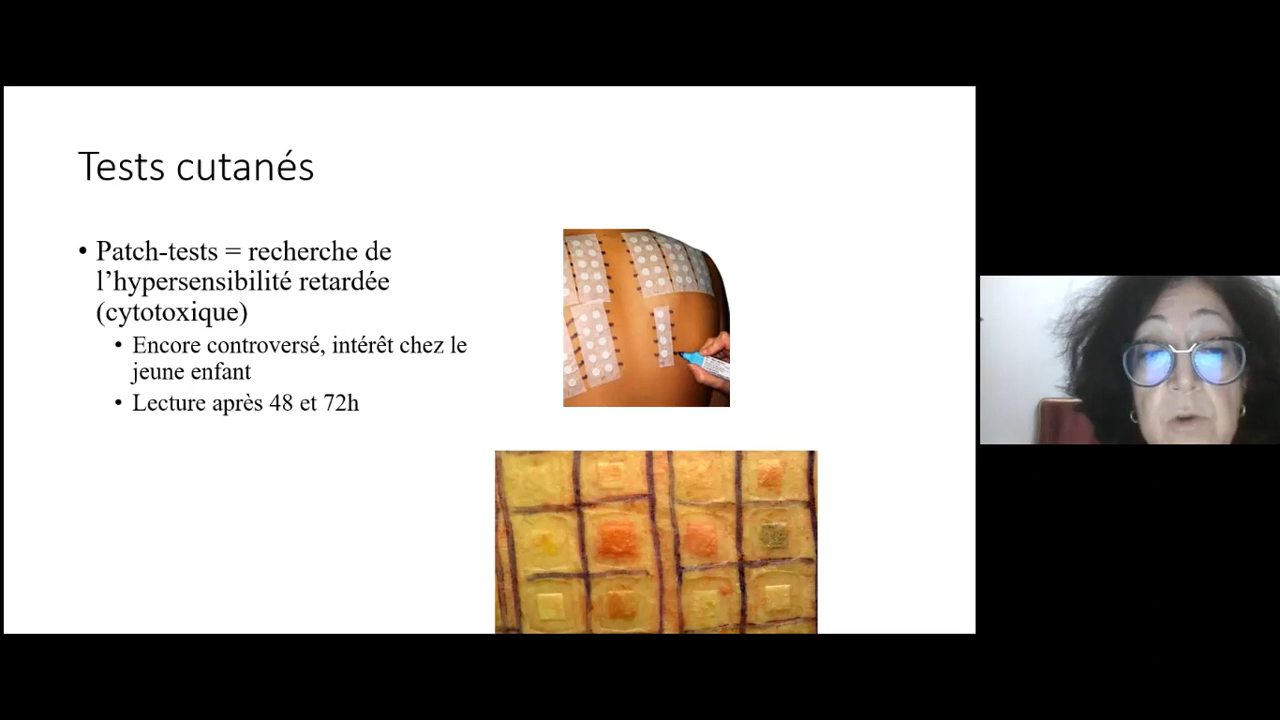 Tests cutanés
• Patch-tests = recherche de
l’hypersensibilité retardée
(cytotoxique)
• Encore controversé, intérêt chez le
jeune enfant
• Lecture après 48 et 72h